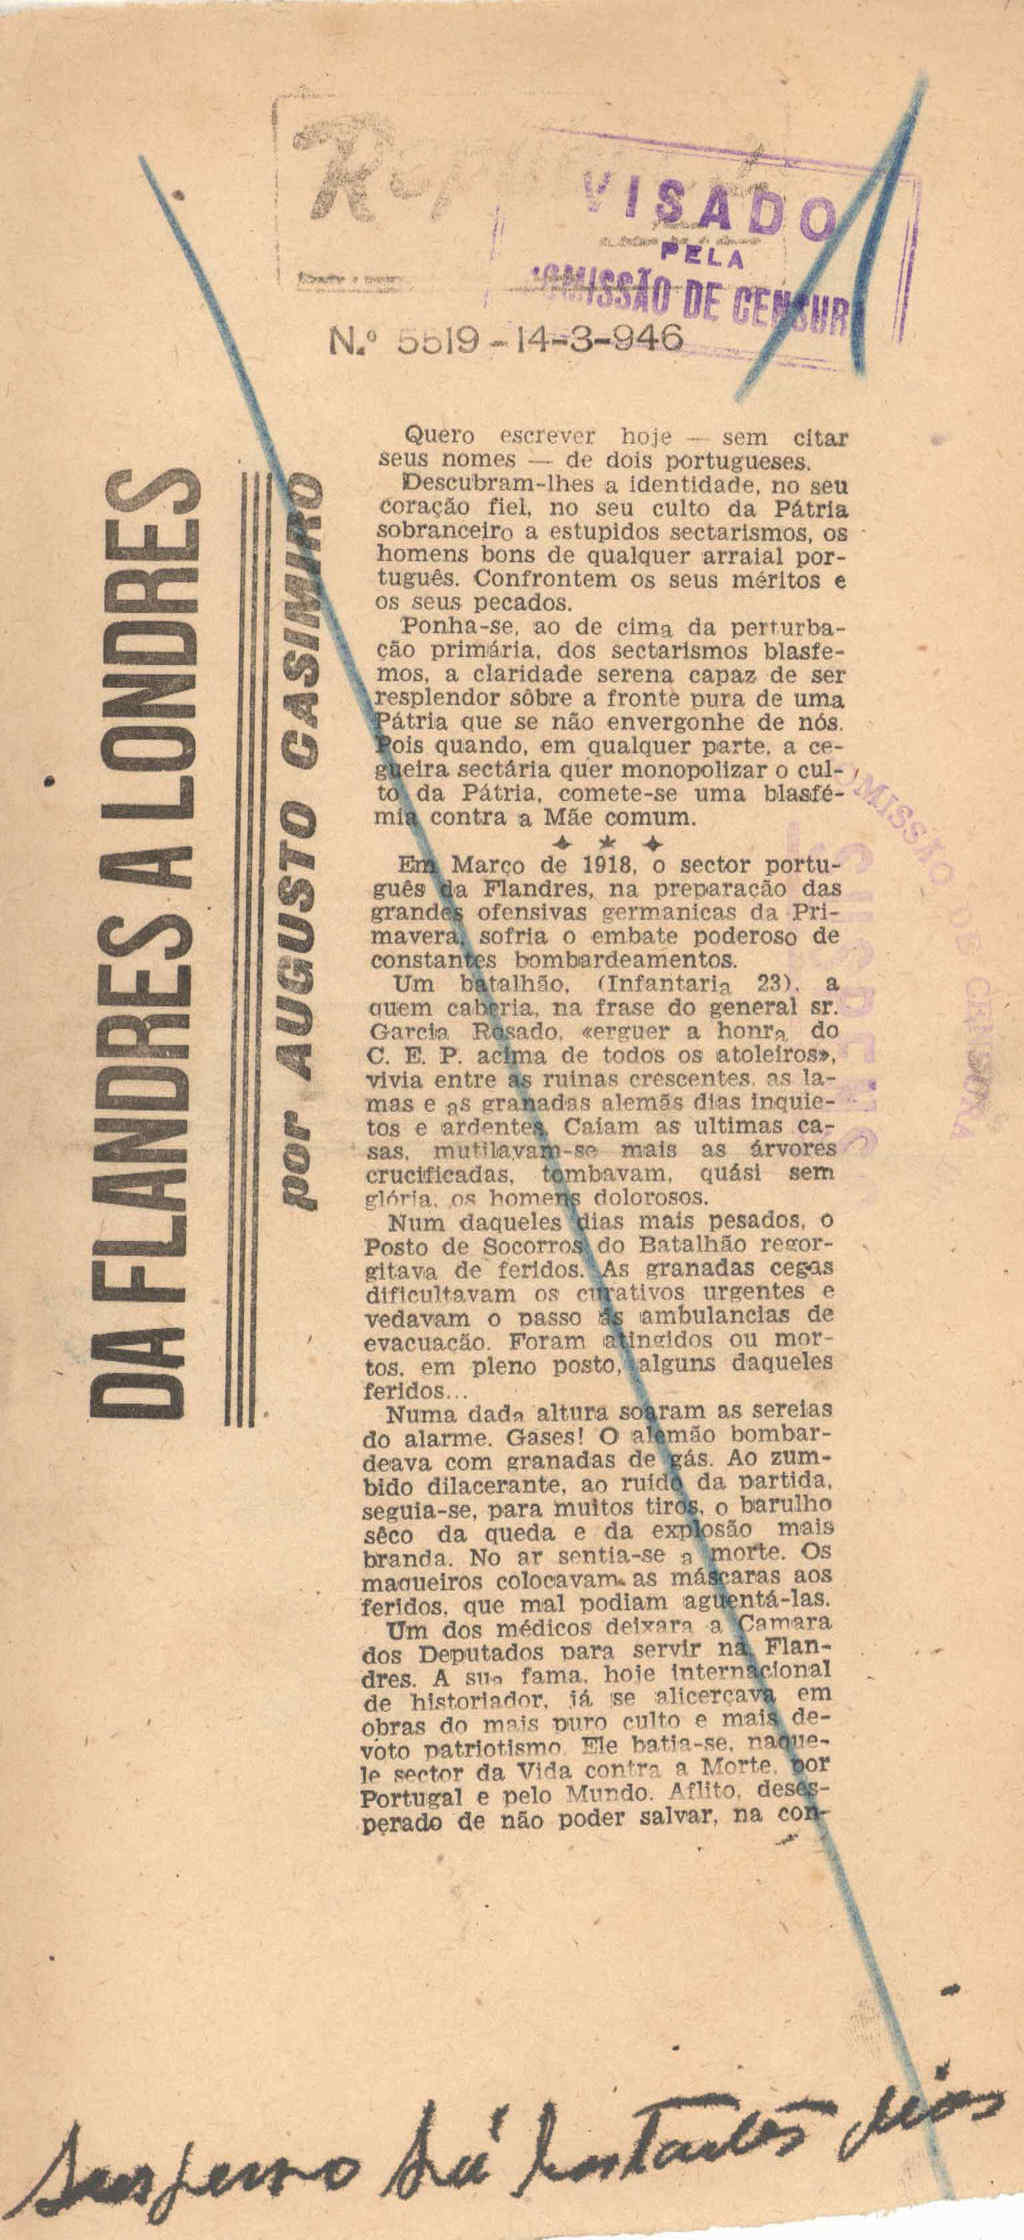 República
VISADO
PELA
COMISSÃO DE CENSUR
N.º 5519 - 14-3-946
DA FLANDRES A LONDRES
por AUGUSTO CASIMIRO
Quero escrever hoje — sem citar
seus nomes — de dois portugueses.
Descubram-lhes a identidade, no seu
coração fiel, no seu culto da Pátria
sobranceiro a estupidos sectarismos, os
homens bons de qualquer arraial por-
tuguês. Confrontem os seus méritos e
os seus pecados.
Ponha-se, ao de cima da perturba-
ção primária, dos sectarismos blasfe-
mos, a claridade serena capaz de ser
resplendor sôbre a fronte pura de uma
Pátria que se não envergonhe de nós.
Pois quando, em qualquer parte, a ce-
gueira sectária quer monopolizar o cul-
to da Pátria, comete-se uma blasfé-
mia contra a Mãe comum.
Em Março de 1918, o sector portu-
guês da Flandres, na preparação das
grandes ofensivas germanicas da Pri-
mavera, sofria o embate poderoso de
constantes bombardeamentos.
Um batalhão, (Infantaria 23), a
quem caberia, na frase do general sr.
Garcia Rosado, «erguer a honra do
C. E. P. acima de todos os atoleiros»,
vivia entre as ruinas crescentes, as la-
mas e as granadas alemãs dias inquie-
tos e ardentes. Caiam as ultimas ca-
sas, mutilavam-se mais as árvores
crucificadas, tombavam, quási sem
glória, os homens dolorosos.
Num daqueles dias mais pesados, o
Posto de Socorros do Batalhão regor-
gitava de feridos. As granadas cegas
dificultavam os curativos urgentes e
vedavam o passo às ambulancias de
evacuação. Foram atingidos ou mor-
tos, em pleno posto, alguns daqueles
feridos...
Numa dada altura soaram as sereias
do alarme. Gases! O alemão bombar-
deava com granadas de gás. Ao zum-
bido dilacerante, ao ruido da partida,
seguia-se, para muitos tiros, o barulho
sêco da queda e da explosão mais
branda. No ar sentia-se a morte. Os
maqueiros colocavam as máscaras aos
feridos, que mal podiam aguentá-las.
Um dos médicos deixara a Camara
dos Deputados para servir na Flan-
dres. A sua fama, hoje internacional
de historiador, já se alicerçava em
obras do mais puro culto e mais de-
voto patriotismo. Ele batia-se, naque-
le sector da Vida contra a Morte, por
Portugal e pelo Mundo. Aflito, deses-
perado de não poder salvar, na con-
COMISSÃO DE CENSURA
SUSPENSO
Suspenso há bastantes dias